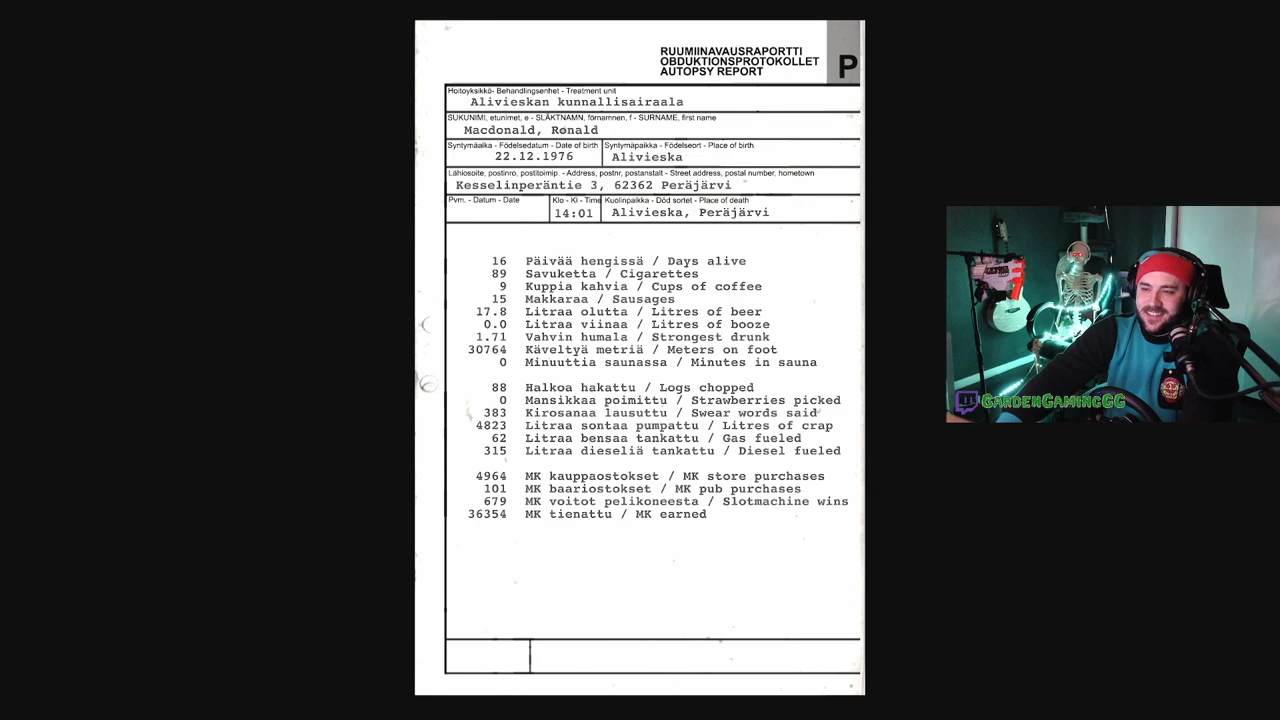 RUUMIINAVAUSRAPORTTI
OBDUKTIONSPROTOKOLLET
AUTOPSY REPORT
P
Hoitoyksikkö- Behandlingsenhet - Treatment unit
Alivieskan kunnallisairaala
SUKUNIMI, etunimet, e - SLÄKTNAMN, förnamnen, f - SURNAME, first name
Macdonald, Rønald
Syntymäaika - Födelsedatum - Date of birth Syntymäpaikka - Födelseort - Place of birth
22.12.1976 Alivieska
Lähiosoite, postinro, postitoimip. - Address, postnr, postanstalt - Street address, postal number, hometown
Kesselinperäntie 3, 62362 Peräjärvi
Pvm. - Datum - Date Klo - Kl - Time Kuolinpaikka - Död sortet - Place of death
14:01 Alivieska, Peräjärvi
16 Päivää hengissä / Days alive
89 Savuketta / Cigarettes
9 Kuppia kahvia / Cups of coffee
15 Makkaraa / Sausages
17.8 Litraa olutta / Litres of beer
0.0 Litraa viinaa / Litres of booze
1.71 Vahvin humala / Strongest drunk
30764 Käveltyä metriä / Meters on foot
0 Minuuttia saunassa / Minutes in sauna
88 Halkoa hakattu / Logs chopped
0 Mansikkaa poimittu / Strawberries picked
383 Kirosanaa lausuttu / Swear words said
4823 Litraa sontaa pumpattu / Litres of crap
62 Litraa bensaa tankattu / Gas fueled
315 Litraa dieseliä tankattu / Diesel fueled
4964 MK kauppaostokset / MK store purchases
101 MK baariostokset / MK pub purchases
679 MK voitot pelikoneesta / Slotmachine wins
36354 MK tienattu / MK earned
GARDENGAMINGGG